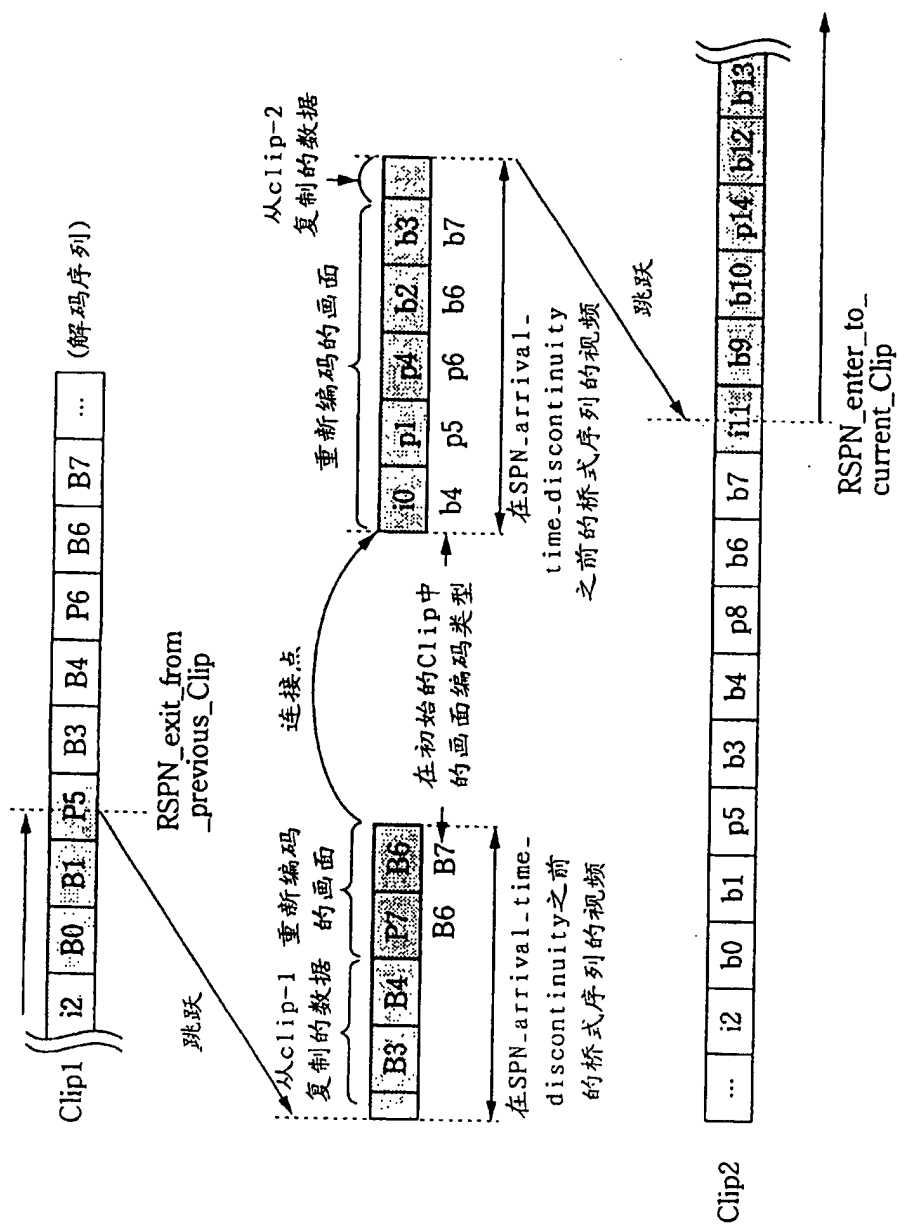 Clip1
i2 B0 B1 P5 B3 B4 P6 B6 B7 ...
(解码序列)
RSPN_exit_from
_previous_Clip
跳跃
从clip-1
复制的数据
重新编码
的画面
连接点
重新编码的画面
从clip-2
复制的数据
B3 B4 P7 B6
B6 B7
i0 p1 p4 b2 b3
b4 p5 p6 b6 b7
在初始的Clip中
的画面编码类型
在SPN_arrival_time_
discontinuity之前
的桥式序列的视频
在SPN_arrival_
time_discontinuity
之前的桥式序列的视频
跳跃
Clip2
... i2 b0 b1 p5 b3 b4 p8 b6 b7 i11 b9 b10 p14 b12 b13
RSPN_enter_to_
current_Clip